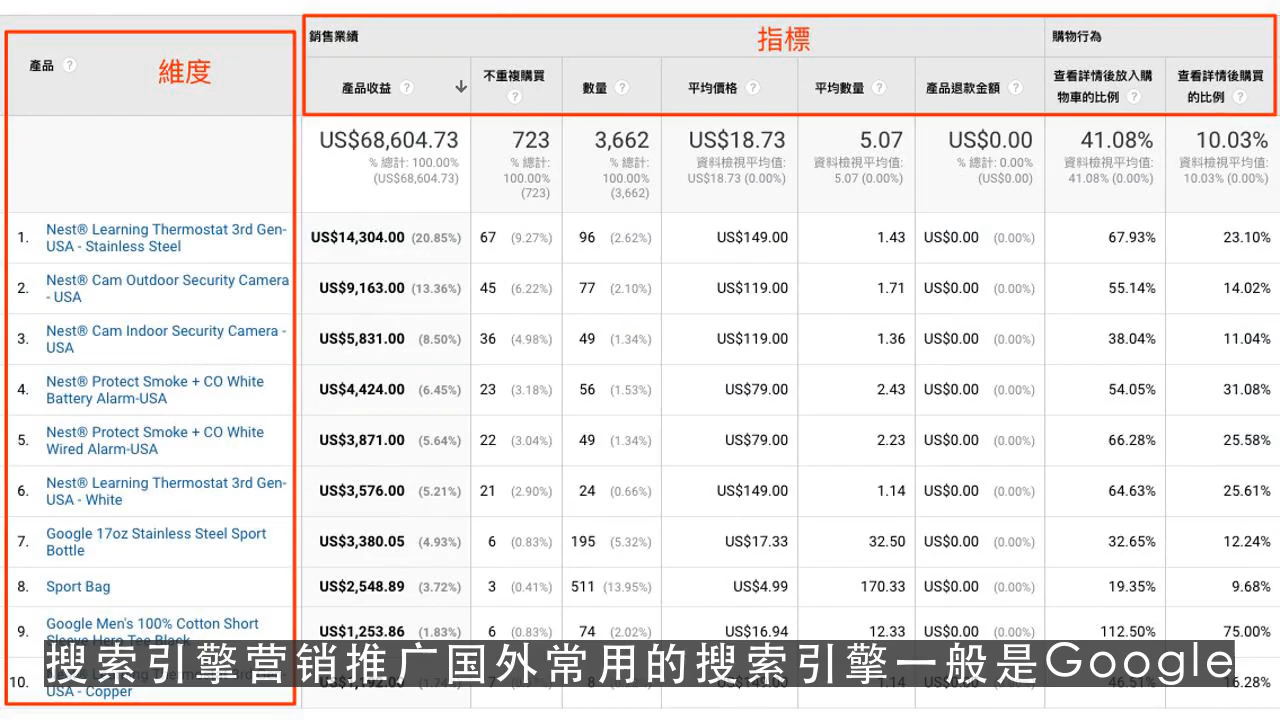 銷售業績 指標 購物行為
產品 ? 維度
產品收益 ? 不重複購買 ? 數量 ? 平均價格 ? 平均數量 ? 產品退款金額 ? 查看詳情後放入購物車的比例 ? 查看詳情後購買的比例 ?
US$68,604.73 723 3,662 US$18.73 5.07 US$0.00 41.08% 10.03%
% 總計: 100.00% % 總計: % 總計: 資料檢視平均值: 資料檢視平均值: % 總計: 0.00% 資料檢視平均值: 資料檢視平均值:
(US$68,604.73) 100.00% 100.00% US$18.73 (0.00%) 5.07 (0.00%) (US$0.00) 41.08% (0.00%) 10.03% (0.00%)
(723) (3,662)
1. Nest® Learning Thermostat 3rd Gen-
USA - Stainless Steel
US$14,304.00 (20.85%) 67 (9.27%) 96 (2.62%) US$149.00 1.43 US$0.00 (0.00%) 67.93% 23.10%
2. Nest® Cam Outdoor Security Camera
- USA
US$9,163.00 (13.36%) 45 (6.22%) 77 (2.10%) US$119.00 1.71 US$0.00 (0.00%) 55.14% 14.02%
3. Nest® Cam Indoor Security Camera -
USA
US$5,831.00 (8.50%) 36 (4.98%) 49 (1.34%) US$119.00 1.36 US$0.00 (0.00%) 38.04% 11.04%
4. Nest® Protect Smoke + CO White
Battery Alarm-USA
US$4,424.00 (6.45%) 23 (3.18%) 56 (1.53%) US$79.00 2.43 US$0.00 (0.00%) 54.05% 31.08%
5. Nest® Protect Smoke + CO White
Wired Alarm-USA
US$3,871.00 (5.64%) 22 (3.04%) 49 (1.34%) US$79.00 2.23 US$0.00 (0.00%) 66.28% 25.58%
6. Nest® Learning Thermostat 3rd Gen-
USA - White
US$3,576.00 (5.21%) 21 (2.90%) 24 (0.66%) US$149.00 1.14 US$0.00 (0.00%) 64.63% 25.61%
7. Google 17oz Stainless Steel Sport
Bottle
US$3,380.05 (4.93%) 6 (0.83%) 195 (5.32%) US$17.33 32.50 US$0.00 (0.00%) 32.65% 12.24%
8. Sport Bag
US$2,548.89 (3.72%) 3 (0.41%) 511 (13.95%) US$4.99 170.33 US$0.00 (0.00%) 19.35% 9.68%
9. Google Men's 100% Cotton Short
US$1,253.86 (1.83%) 6 (0.83%) 74 (2.02%) US$16.94 12.33 US$0.00 (0.00%) 112.50% 75.00%
搜索引擎营销推广国外常用的搜索引擎一般是Google
10.
USA - Copper